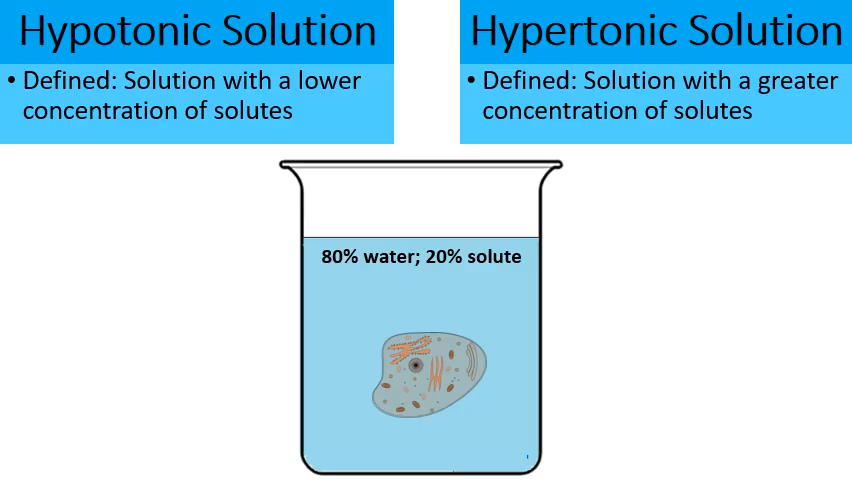 Hypotonic Solution
• Defined: Solution with a lower
concentration of solutes
Hypertonic Solution
• Defined: Solution with a greater
concentration of solutes
80% water; 20% solute